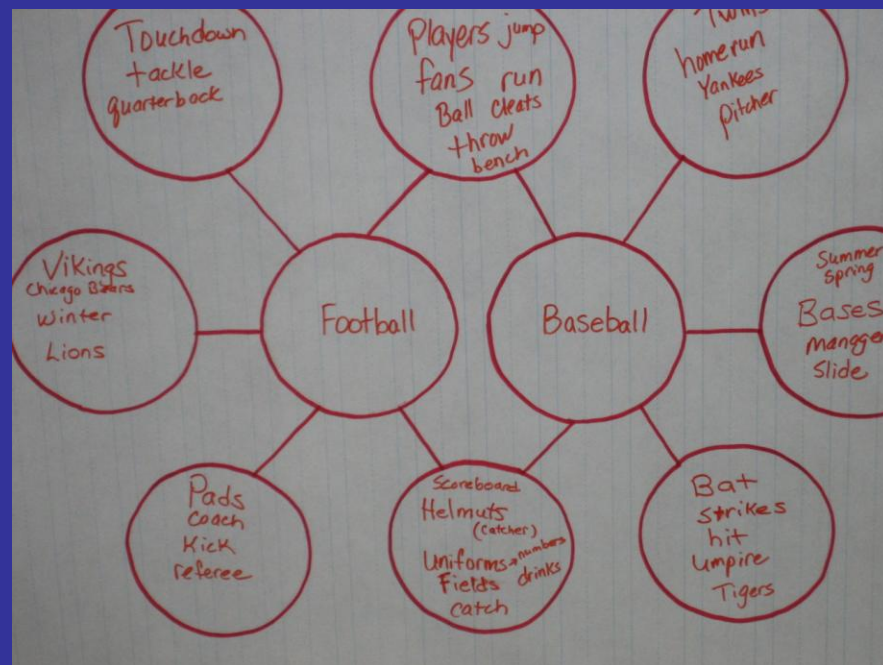 Touchdown
tackle
quarterback
Players jump
fans run
Ball cleats
throw
bench
Twins
homerun
Yankees
Pitcher
Vikings
Chicago Bears
Winter
Lions
Football
Baseball
Summer
Spring
Bases
slide
Pads
coach
Kick
referee
Scoreboard
Helmuts
(catcher)
Uniforms → numbers
Fields drinks
catch
Bat
strikes
hit
Umpire
Tigers